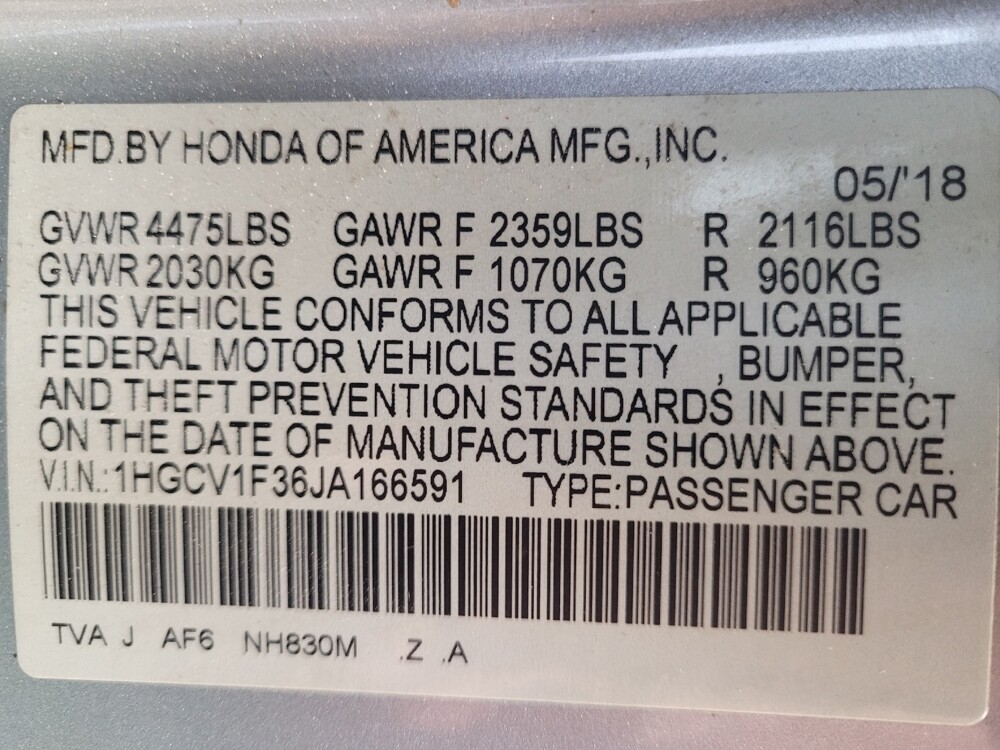 MFD.BY HONDA OF AMERICA MFG.,INC.
05/'18
GVWR 4475LBS GAWR F 2359LBS R 2116LBS
GVWR 2030KG GAWR F 1070KG R 960KG
THIS VEHICLE CONFORMS TO ALL APPLICABLE
FEDERAL MOTOR VEHICLE SAFETY , BUMPER,
AND THEFT PREVENTION STANDARDS IN EFFECT
ON THE DATE OF MANUFACTURE SHOWN ABOVE.
V.I.N.:1HGCV1F36JA166591 TYPE:PASSENGER CAR
TVA J AF6 NH830M .Z .A